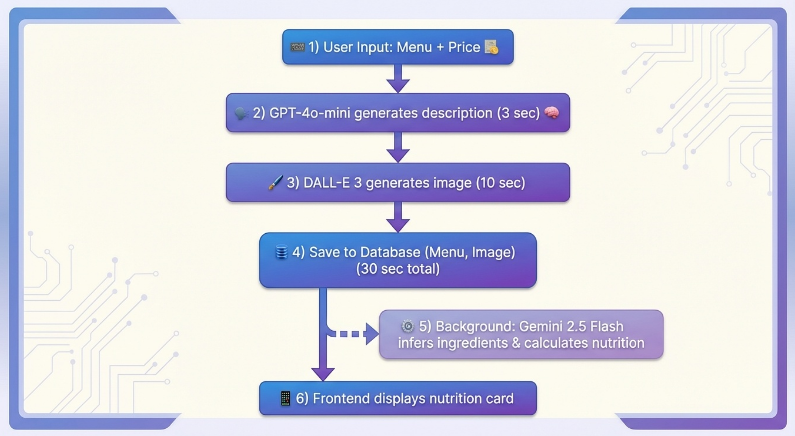 1) User Input: Menu + Price
2) GPT-4o-mini generates description (3 sec)
3) DALL-E 3 generates image (10 sec)
4) Save to Database (Menu, Image)
(30 sec total)
5) Background: Gemini 2.5 Flash
infers ingredients & calculates nutrition
6) Frontend displays nutrition card